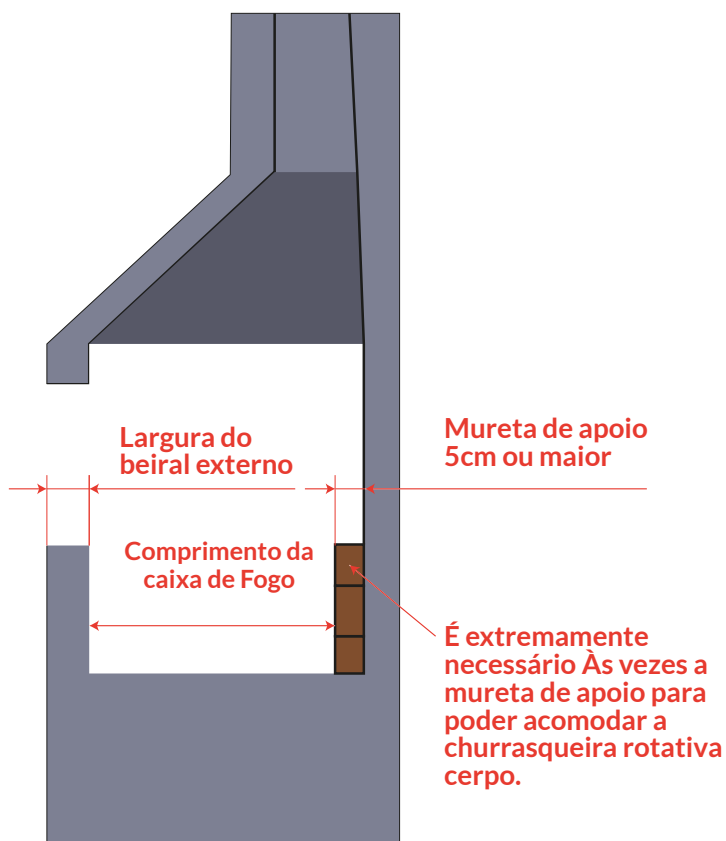 Largura do
beiral externo
Mureta de apoio
5cm ou maior
Comprimento da
caixa de Fogo
É extremamente
necessário Às vezes a
mureta de apoio para
poder acomodar a
churrasqueira rotativa
cerpo.